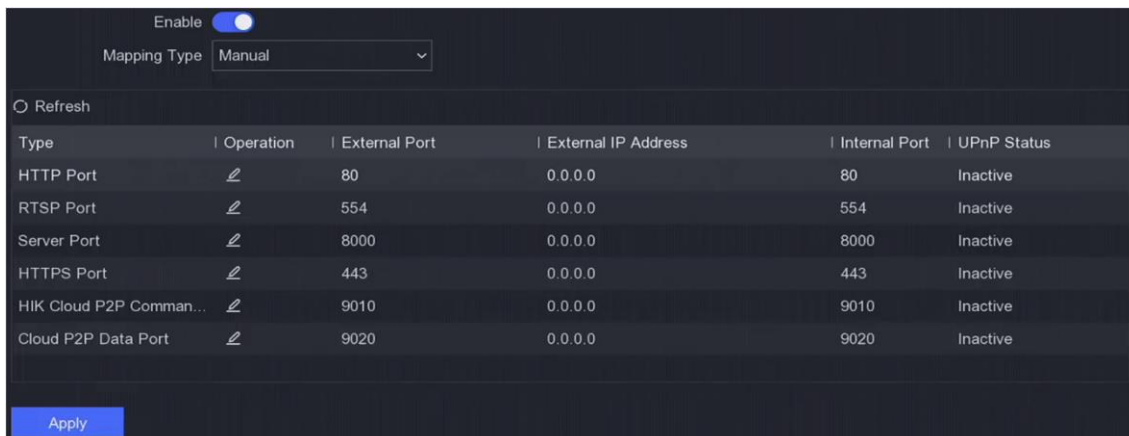 Enable
Mapping Type Manual
Refresh
Type Operation External Port External IP Address Internal Port UPnP Status
HTTP Port 80 0.0.0.0 80 Inactive
RTSP Port 554 0.0.0.0 554 Inactive
Server Port 8000 0.0.0.0 8000 Inactive
HTTPS Port 443 0.0.0.0 443 Inactive
HIK Cloud P2P Comman... 9010 0.0.0.0 9010 Inactive
Cloud P2P Data Port 9020 0.0.0.0 9020 Inactive
Apply